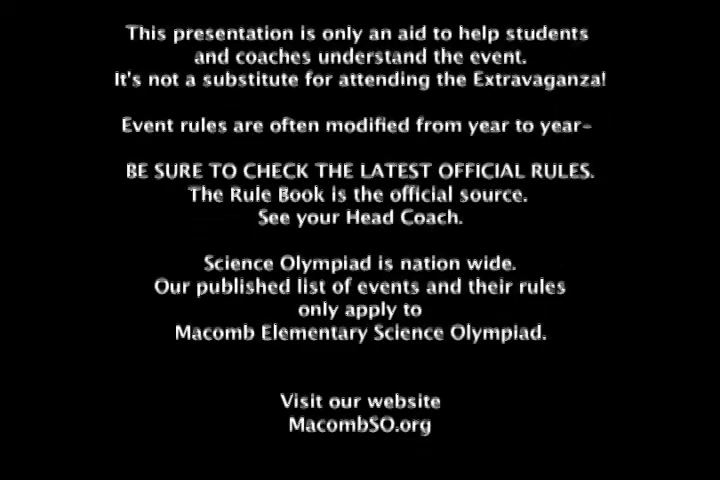 This presentation is only an aid to help students
and coaches understand the event.
It's not a substitute for attending the Extravaganza!
Event rules are often modified from year to year-
BE SURE TO CHECK THE LATEST OFFICIAL RULES.
The Rule Book is the official source.
See your Head Coach.
Science Olympiad is nation wide.
Our published list of events and their rules
only apply to
Macomb Elementary Science Olympiad.
Visit our website
MacombSO.org